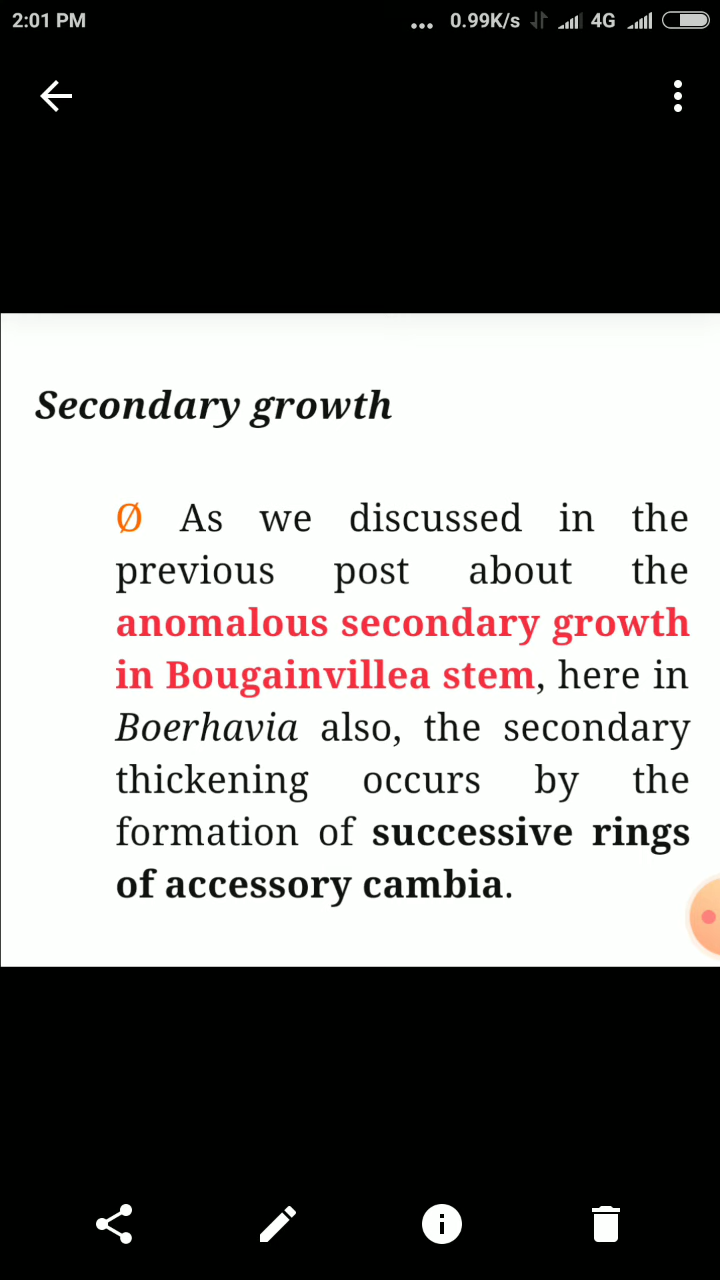 2:01 PM ... 0.99K/s 4G
Secondary growth
Ø As we discussed in the
previous post about the
anomalous secondary growth
in Bougainvillea stem, here in
Boerhavia also, the secondary
thickening occurs by the
formation of successive rings
of accessory cambia.